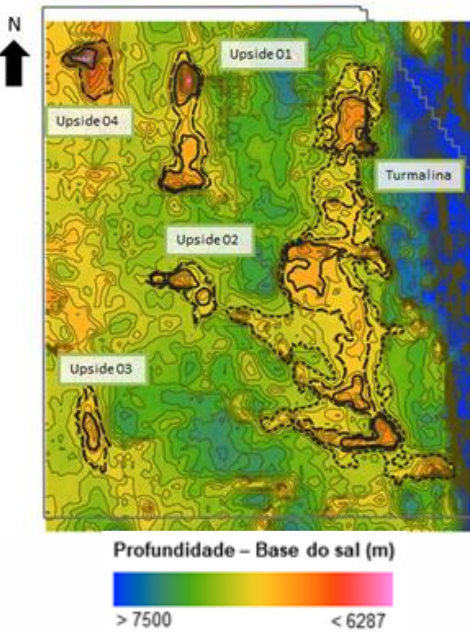 N
Upside 01
Upside 04
Turmalina
Upside 02
Upside 03
Profundidade – Base do sal (m)
> 7500
< 6287